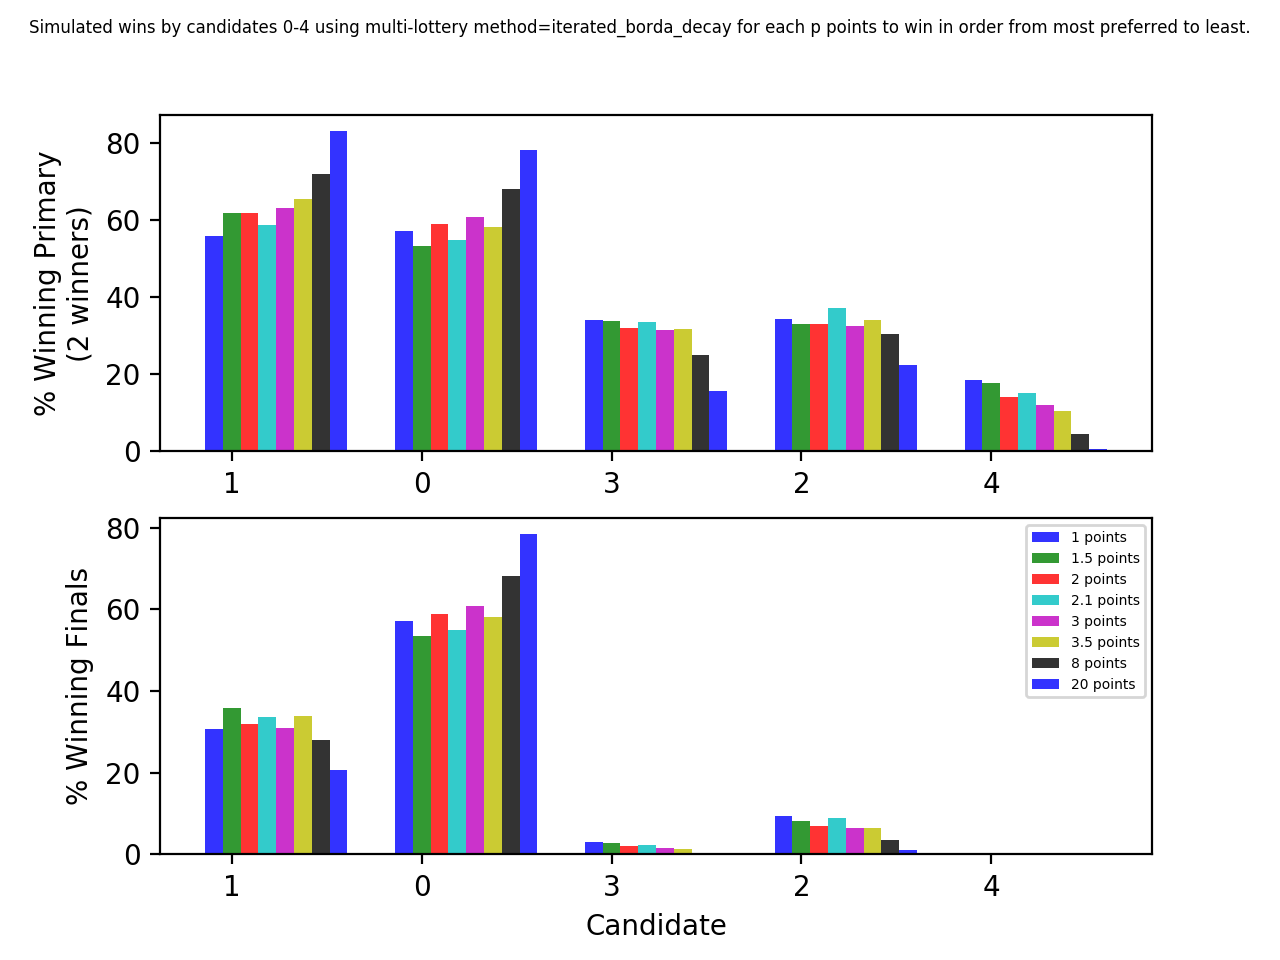 Simulated wins by candidates 0-4 using multi-lottery method=iterated_borda_decay for each p points to win in order from most preferred to least.
% Winning Primary
(2 winners)
80
60
40
20
0
1 0 3 2 4
% Winning Finals
80
60
40
20
0
1 points
1.5 points
2 points
2.1 points
3 points
3.5 points
8 points
20 points
1 0 3 2 4
Candidate